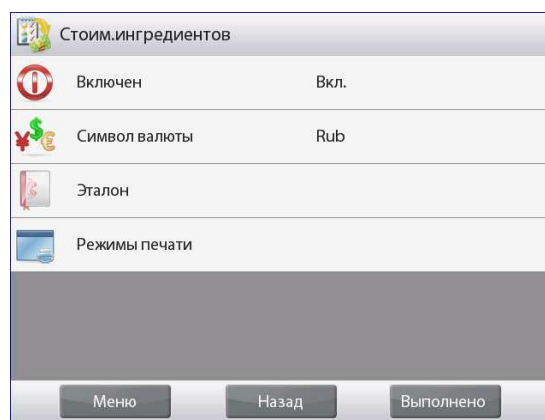 Стоим.ингредиентов
Включен Вкл.
Символ валюты Rub
Эталон
Режимы печати
Меню Назад Выполнено